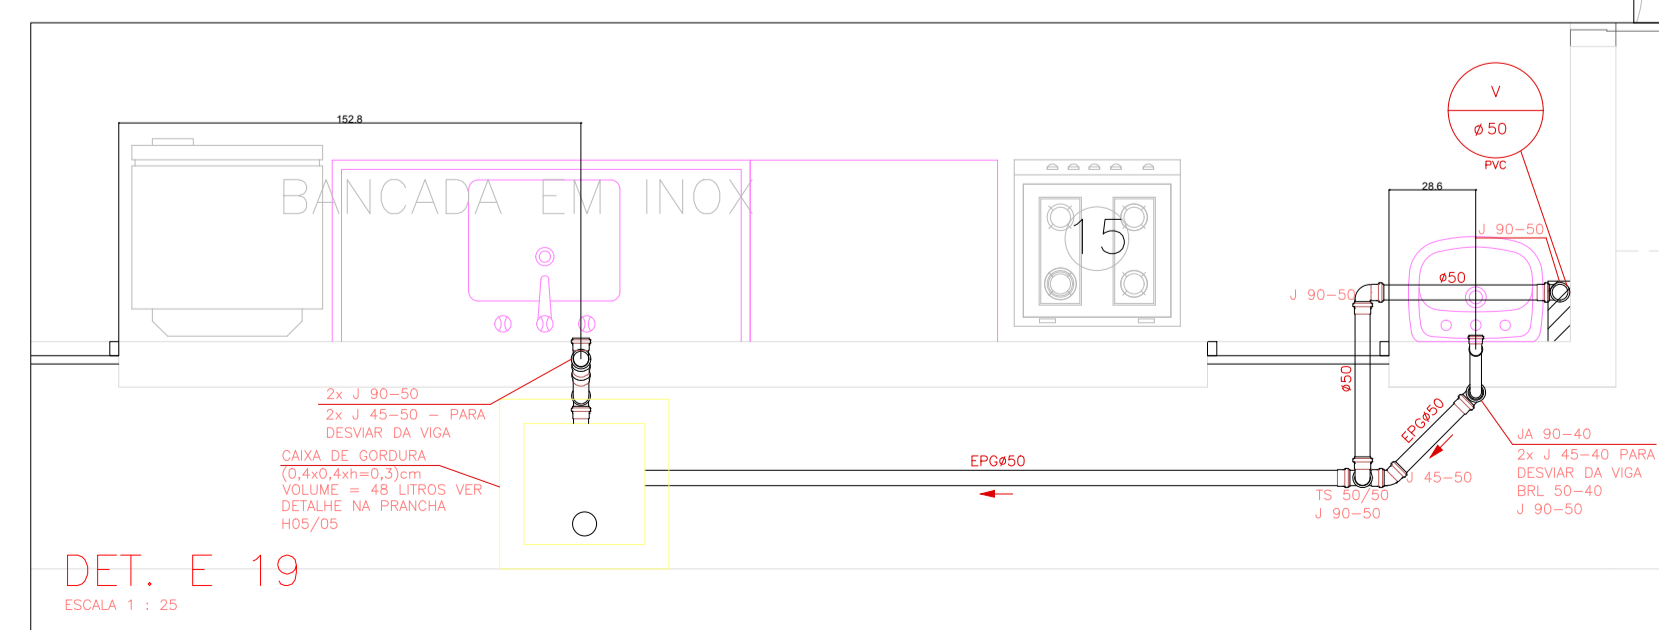 152.8
BANCADA EM INOX
15
V
ø50
PVC
28.6
J 90-50
ø50
J 90-50
ø50
2x J 90-50
2x J 45-50 - PARA
DESVIAR DA VIGA
CAIXA DE GORDURA
(0,4x0,4xh=0,3)cm
VOLUME = 48 LITROS VER
DETALHE NA PRANCHA
H05/05
EPGø50
EPGø50
J 45-50
TS 50/50
J 90-50
JA 90-40
2x J 45-40 PARA
DESVIAR DA VIGA
BRL 50-40
J 90-50
DET. E 19
ESCALA 1 : 25